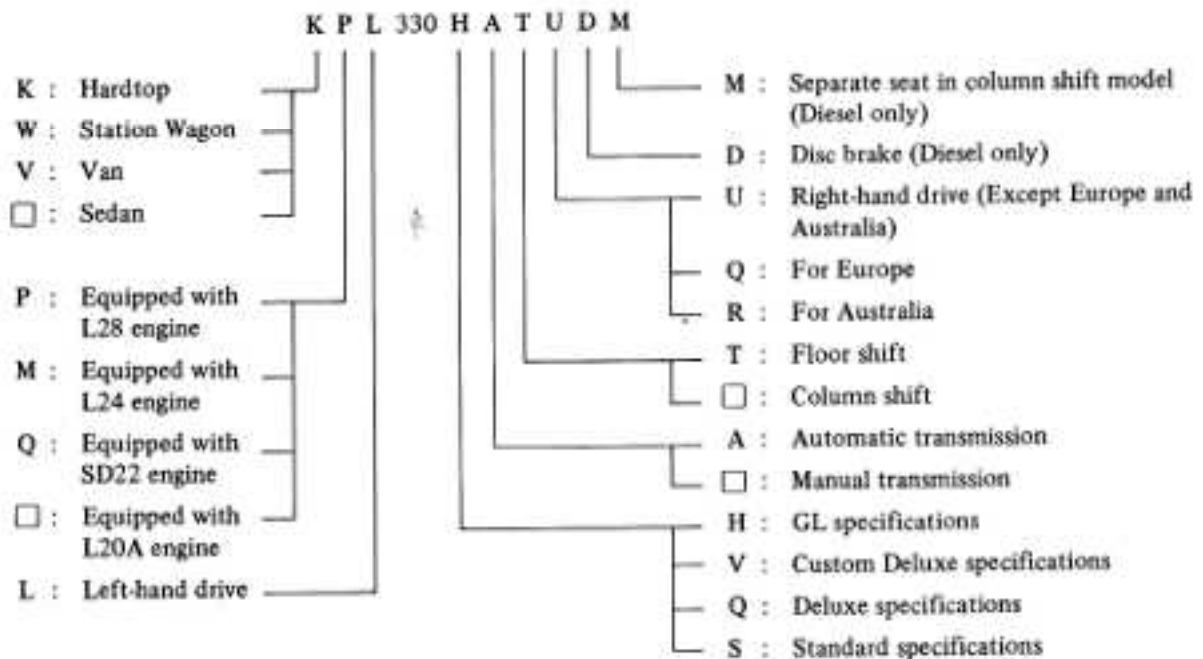 K P L 330 H A T U D M
K : Hardtop
W : Station Wagon
V : Van
□ : Sedan
P : Equipped with
L28 engine
M : Equipped with
L24 engine
Q : Equipped with
SD22 engine
□ : Equipped with
L20A engine
L : Left-hand drive
M : Separate seat in column shift model
(Diesel only)
D : Disc brake (Diesel only)
U : Right-hand drive (Except Europe and
Australia)
Q : For Europe
R : For Australia
T : Floor shift
□ : Column shift
A : Automatic transmission
□ : Manual transmission
H : GL specifications
V : Custom Deluxe specifications
Q : Deluxe specifications
S : Standard specifications